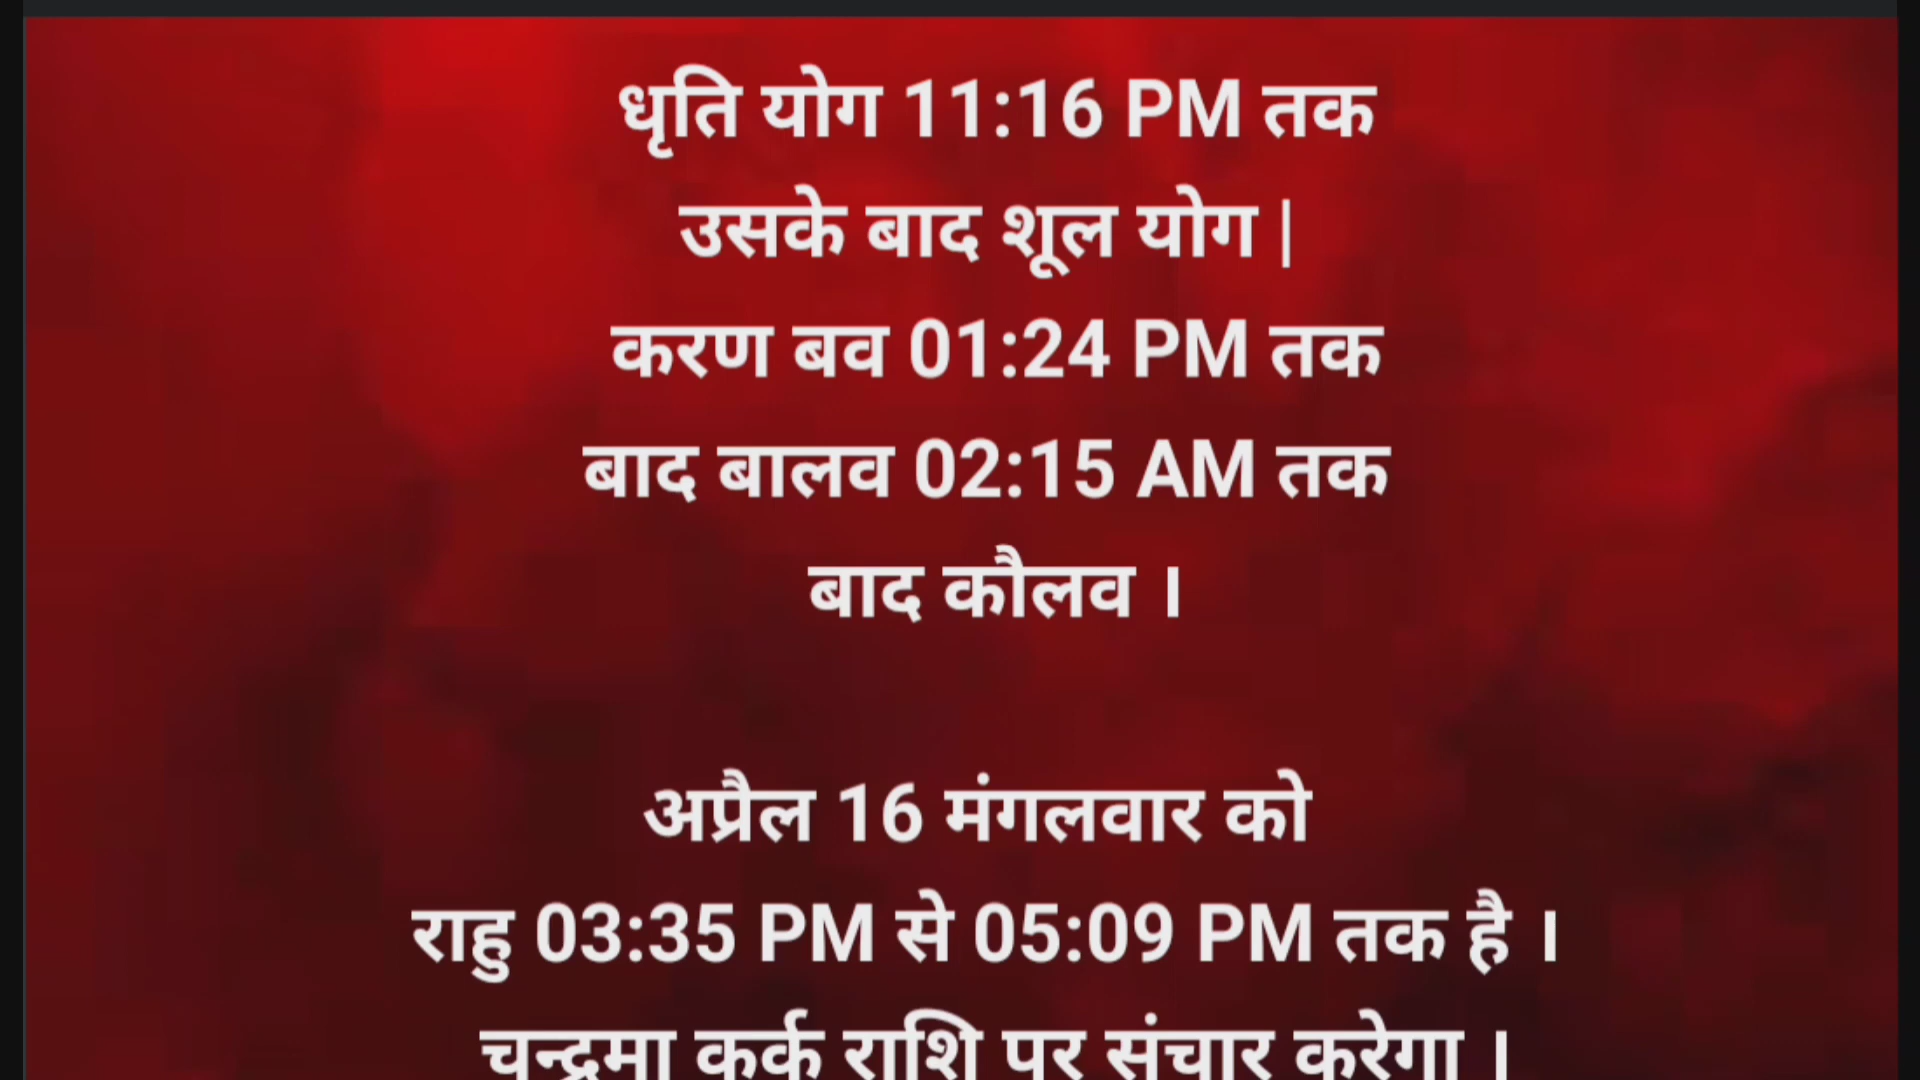 धृति योग 11:16 PM तक
उसके बाद शूल योग |
करण बव 01:24 PM तक
बाद बालव 02:15 AM तक
बाद कौलव ।
अप्रैल 16 मंगलवार को
राहु 03:35 PM से 05:09 PM तक है ।
चन्द्रमा कर्क राशि पर संचार करेगा ।